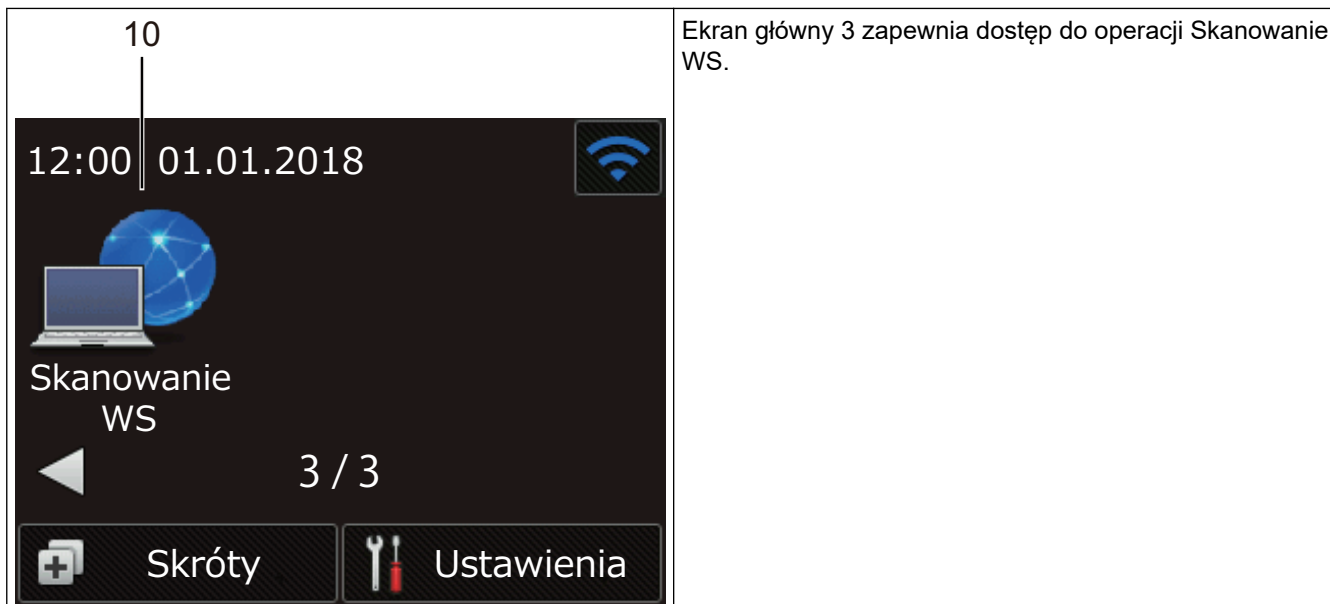 10
12:00 01.01.2018
Skanowanie
WS
3 / 3
Skróty
Ustawienia
Ekran główny 3 zapewnia dostęp do operacji Skanowanie
WS.